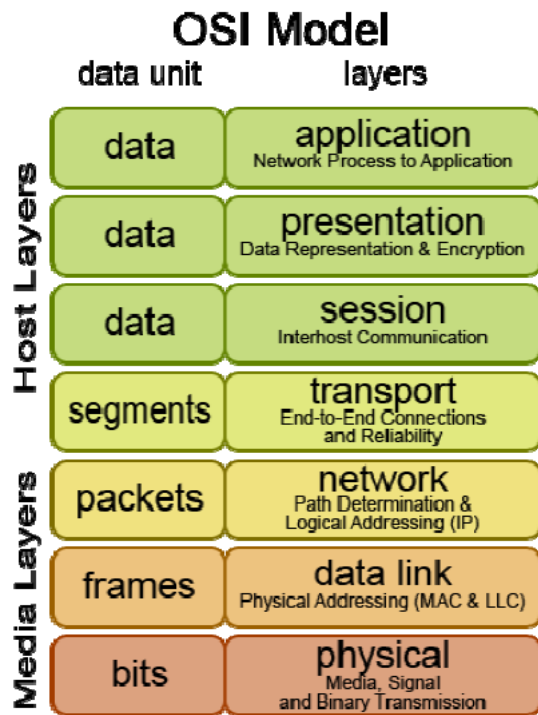 OSI Model
data unit layers
Host Layers
data application
Network Process to Application
data presentation
Data Representation & Encryption
data session
Interhost Communication
segments transport
End-to-End Connections
and Reliability
Media Layers
packets network
Path Determination &
Logical Addressing (IP)
frames data link
Physical Addressing (MAC & LLC)
bits physical
Media, Signal
and Binary Transmission